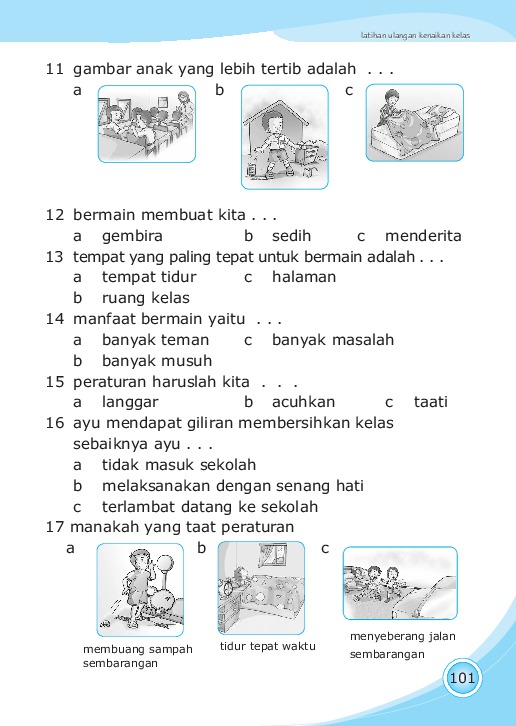 latihan ulangan kenaikan kelas
11 gambar anak yang lebih tertib adalah . . .
a b c
12 bermain membuat kita . . .
a gembira b sedih c menderita
13 tempat yang paling tepat untuk bermain adalah . . .
a tempat tidur c halaman
b ruang kelas
14 manfaat bermain yaitu . . .
a banyak teman c banyak masalah
b banyak musuh
15 peraturan haruslah kita . . .
a langgar b acuhkan c taati
16 ayu mendapat giliran membersihkan kelas
sebaiknya ayu . . .
a tidak masuk sekolah
b melaksanakan dengan senang hati
c terlambat datang ke sekolah
17 manakah yang taat peraturan
a b c
membuang sampah
sembarangan
tidur tepat waktu
menyeberang jalan
sembarangan
101